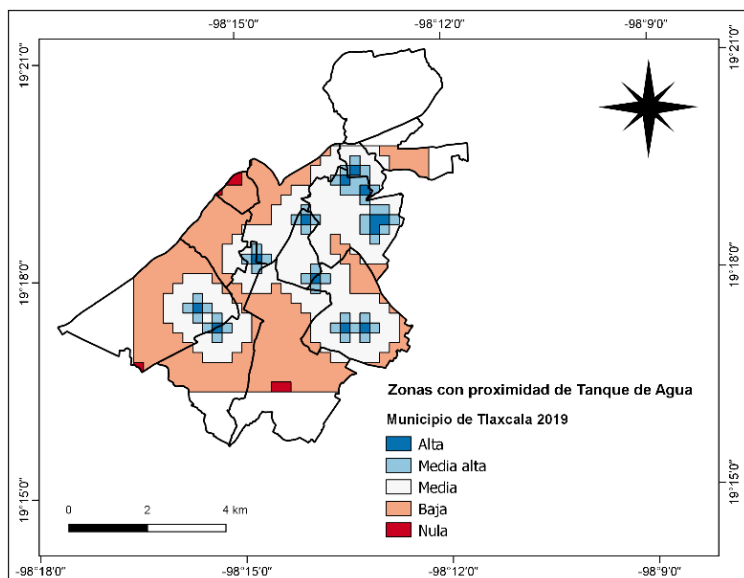 -98°15'0" -98°12'0" -98°9'0"
19°21'0" 19°21'0"
19°18'0" 19°18'0"
Zonas con proximidad de Tanque de Agua
Municipio de Tlaxcala 2019
Alta
Media alta
Media
Baja
Nula
19°15'0" 19°15'0"
0 2 4 km
-98°18'0" -98°15'0" -98°12'0" -98°9'0"